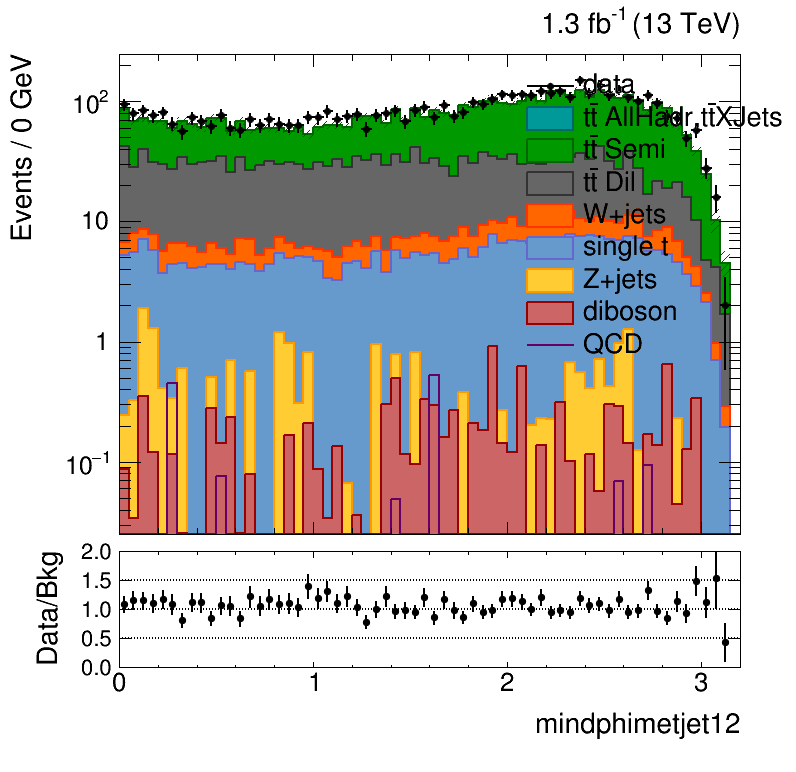 1.3 fb⁻¹ (13 TeV)
Events / 0 GeV
10²
10
1
10⁻¹
data
tt̄ AllHadr,tt̄X,Jets
tt̄ Semi
tt̄ Dil
W+jets
single t
Z+jets
diboson
QCD
Data/Bkg
2.0
1.5
1.0
0.5
0.0
0 1 2 3
mindphimetjet12